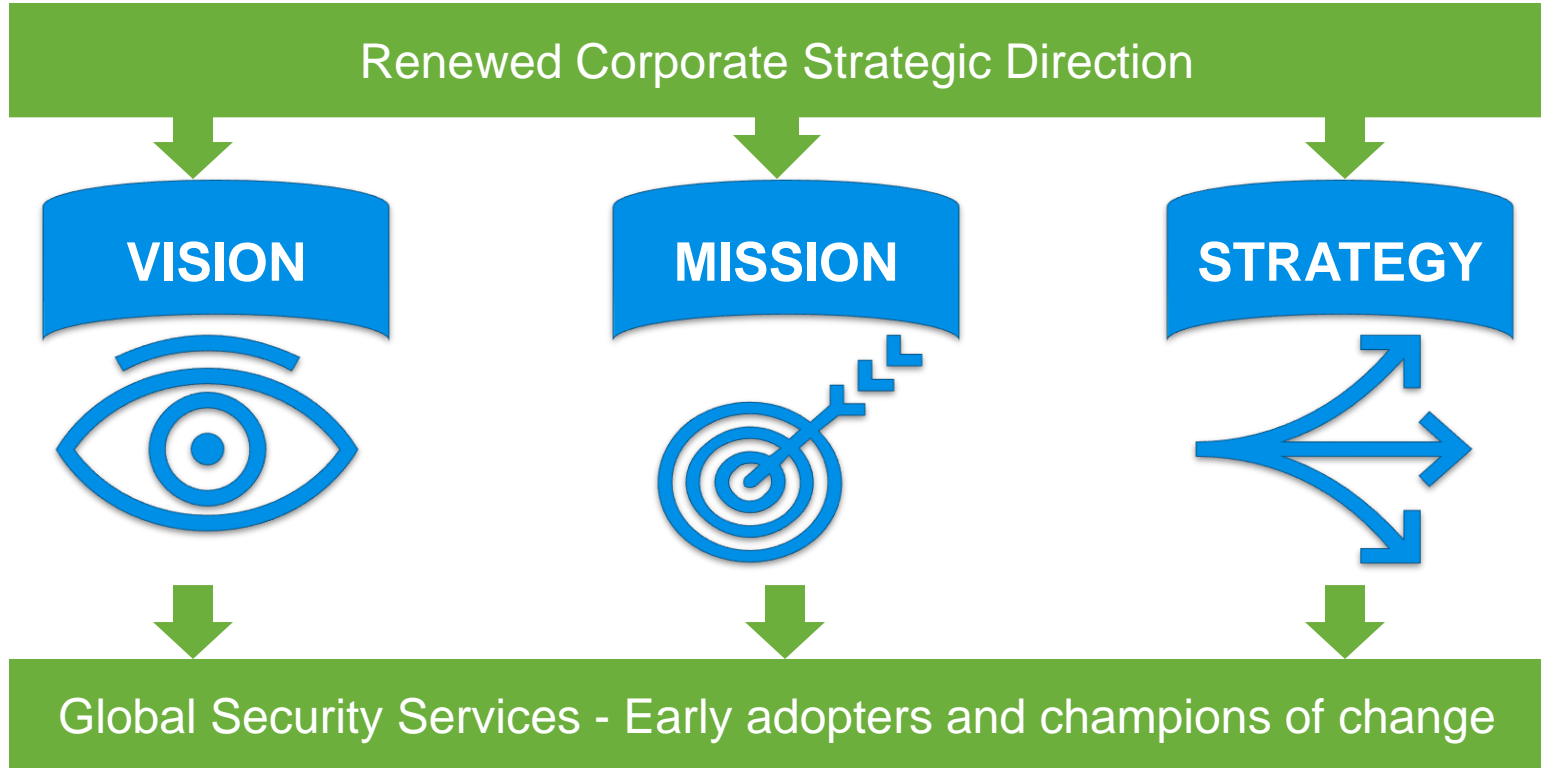 Renewed Corporate Strategic Direction
VISION
MISSION
STRATEGY
Global Security Services - Early adopters and champions of change